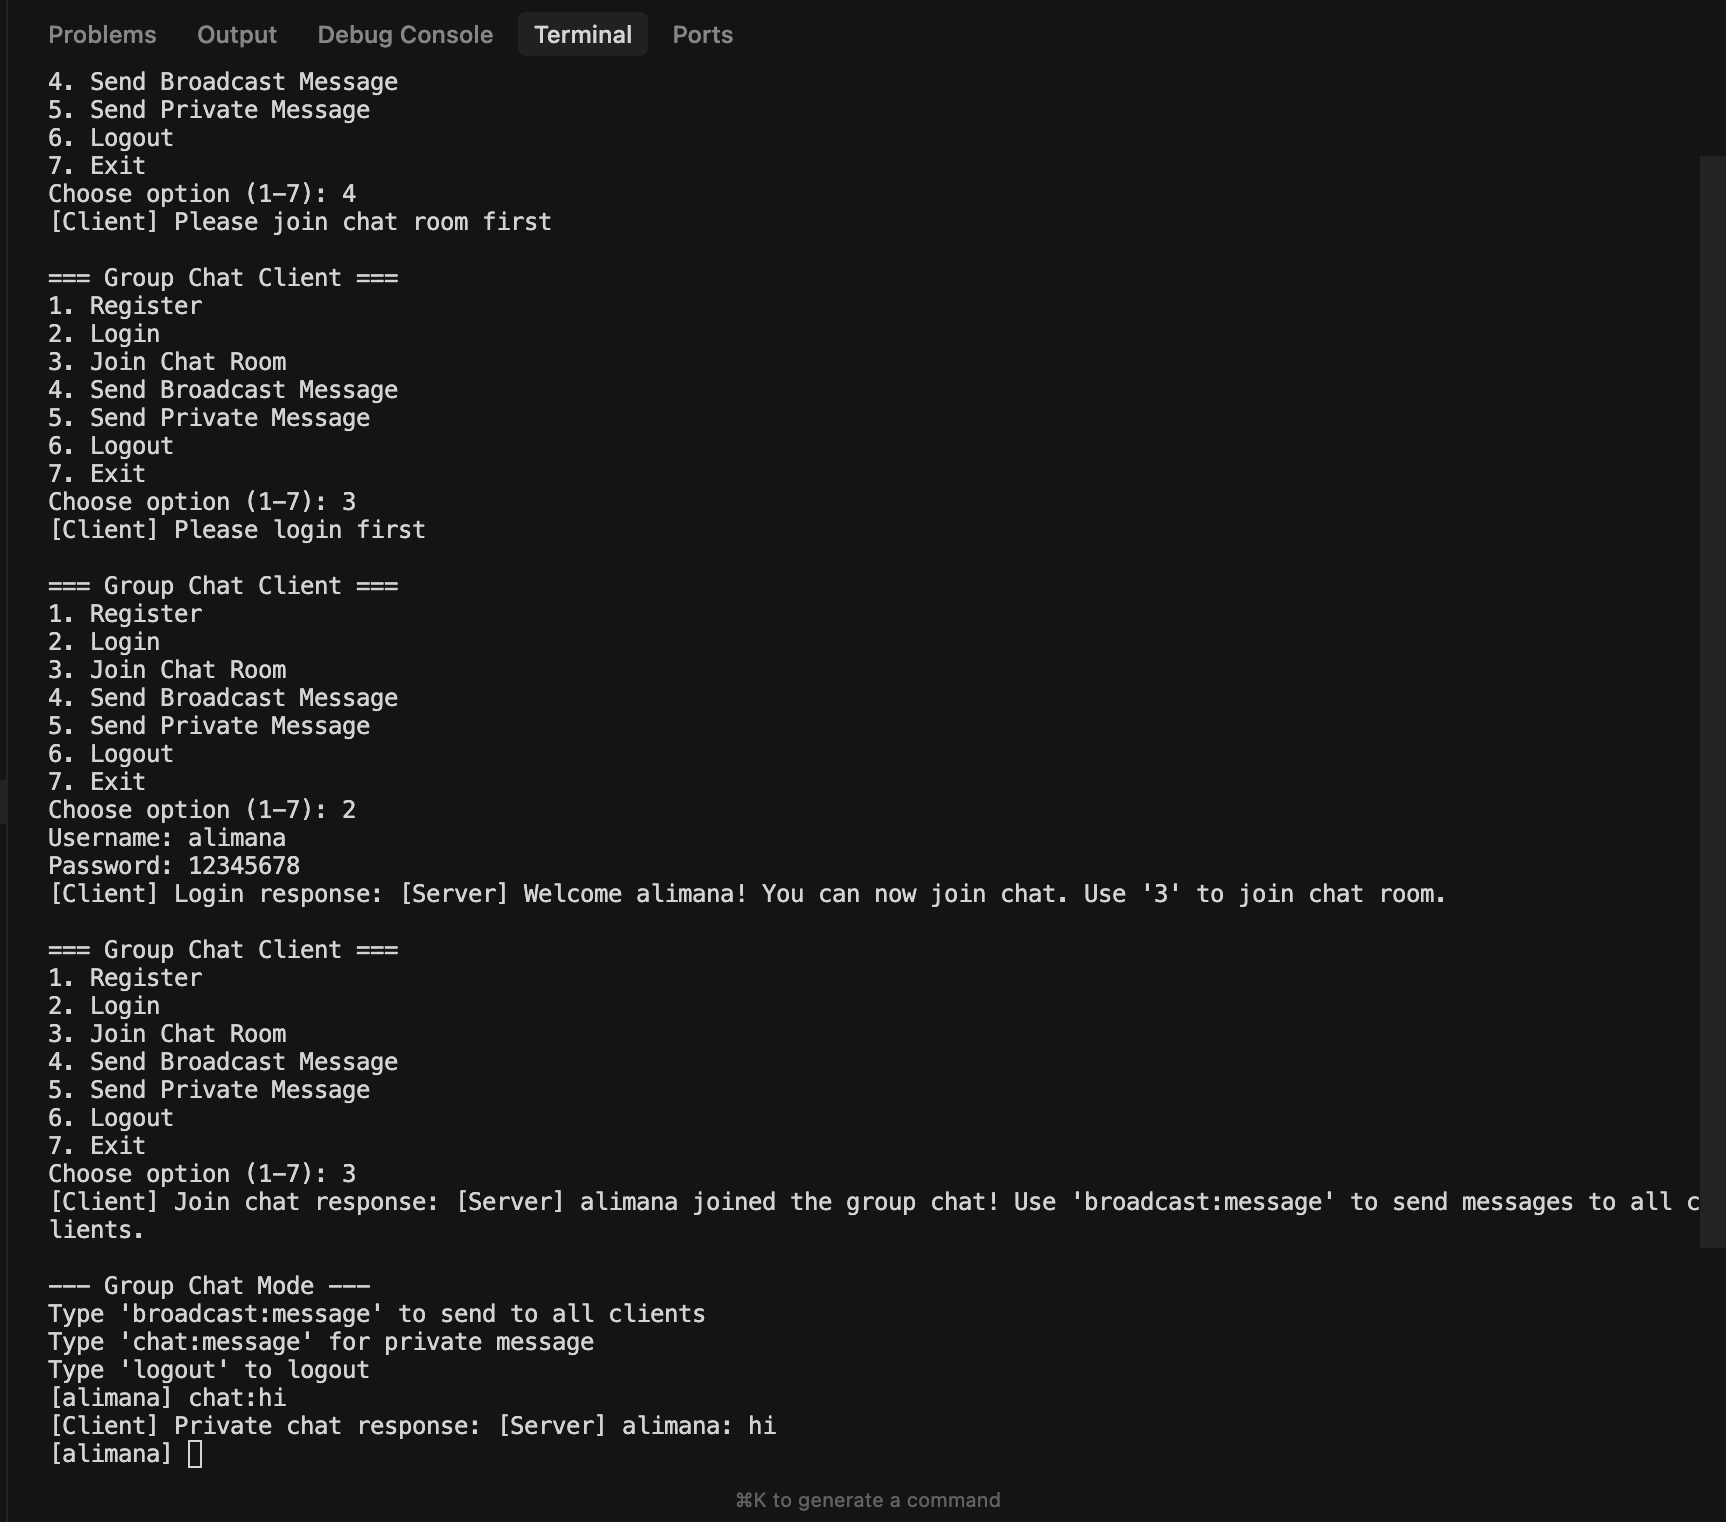 Problems Output Debug Console Terminal Ports
4. Send Broadcast Message
5. Send Private Message
6. Logout
7. Exit
Choose option (1-7): 4
[Client] Please join chat room first
=== Group Chat Client ===
1. Register
2. Login
3. Join Chat Room
4. Send Broadcast Message
5. Send Private Message
6. Logout
7. Exit
Choose option (1-7): 3
[Client] Please login first
=== Group Chat Client ===
1. Register
2. Login
3. Join Chat Room
4. Send Broadcast Message
5. Send Private Message
6. Logout
7. Exit
Choose option (1-7): 2
Username: alimana
Password: 12345678
[Client] Login response: [Server] Welcome alimana! You can now join chat. Use '3' to join chat room.
=== Group Chat Client ===
1. Register
2. Login
3. Join Chat Room
4. Send Broadcast Message
5. Send Private Message
6. Logout
7. Exit
Choose option (1-7): 3
[Client] Join chat response: [Server] alimana joined the group chat! Use 'broadcast:message' to send messages to all c
lients.
--- Group Chat Mode ---
Type 'broadcast:message' to send to all clients
Type 'chat:message' for private message
Type 'logout' to logout
[alimana] chat:hi
[Client] Private chat response: [Server] alimana: hi
[alimana]
⌘K to generate a command